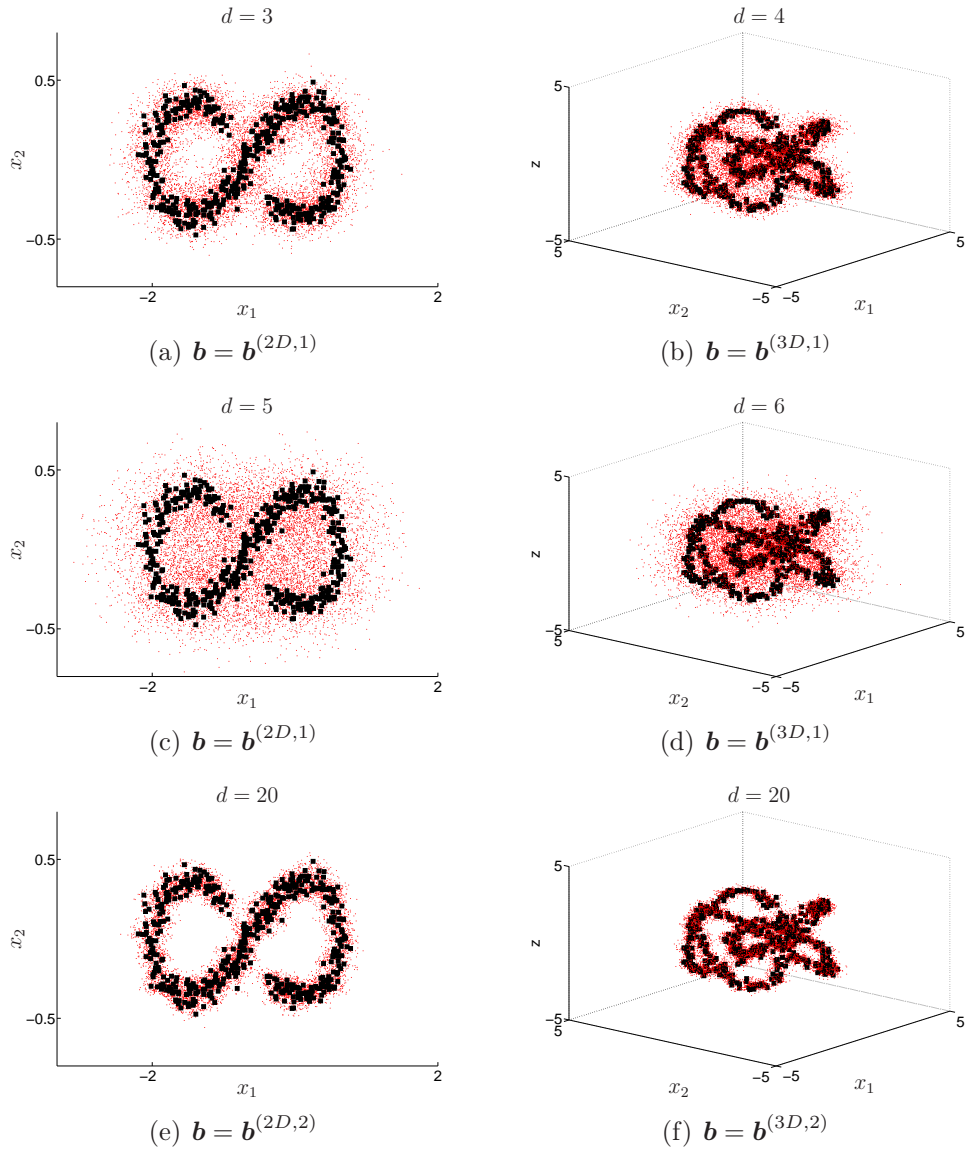 d = 3
0.5
x₂
−0.5
−2
2
x₁
(a) b = b^(2D,1)
d = 4
5
z
−5
5
x₂
−5
−5
x₁
5
(b) b = b^(3D,1)
d = 5
0.5
x₂
−0.5
−2
2
x₁
(c) b = b^(2D,1)
d = 6
5
z
−5
5
x₂
−5
−5
x₁
5
(d) b = b^(3D,1)
d = 20
0.5
x₂
−0.5
−2
2
x₁
(e) b = b^(2D,2)
d = 20
5
z
−5
5
x₂
−5
−5
x₁
5
(f) b = b^(3D,2)